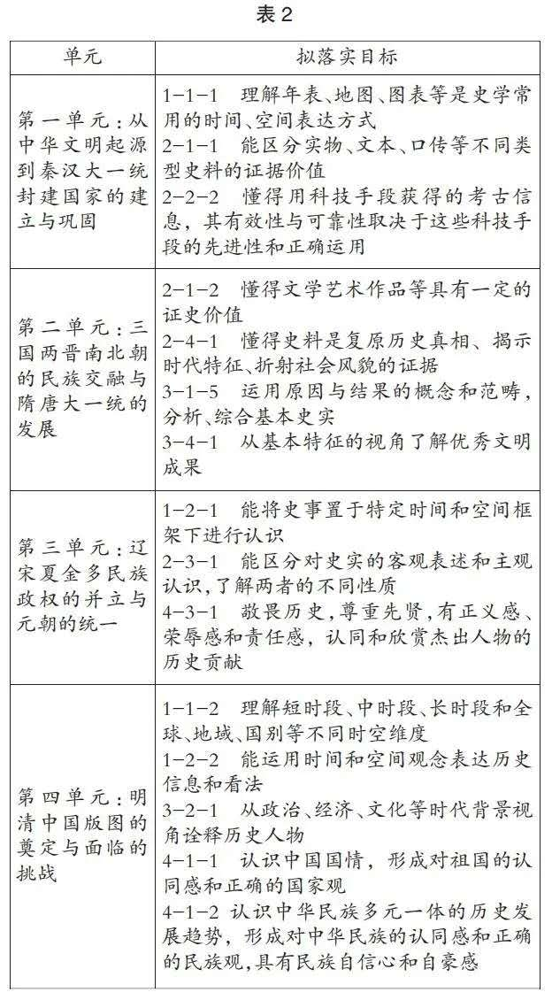 表 2
单元
拟落实目标
第一单元:从
中华文明起源
到秦汉大一统
封建国家的建
立与巩固
1-1-1 理解年表、地图、图表等是史学常
用的时间、空间表达方式
2-1-1 能区分实物、文本、口传等不同类
型史料的证据价值
2-2-2 懂得用科技手段获得的考古信
息，其有效性与可靠性取决于这些科技手
段的先进性和正确运用
第二单元:三
国两晋南北朝
的民族交融与
隋唐大一统的
发展
2-1-2 懂得文学艺术作品等具有一定的
证史价值
2-4-1 懂得史料是复原历史真相、揭示
时代特征、折射社会风貌的证据
3-1-5 运用原因与结果的概念和范畴，
分析、综合基本史实
3-4-1 从基本特征的视角了解优秀文明
成果
第三单元:辽
宋夏金多民族
政权的并立与
元朝的统一
1-2-1 能将史事置于特定时间和空间框
架下进行认识
2-3-1 能区分对史实的客观表述和主观
认识,了解两者的不同性质
4-3-1 敬畏历史,尊重先贤,有正义感、
荣辱感和责任感，认同和欣赏杰出人物的
历史贡献
第四单元:明
清中国版图的
奠定与面临的
挑战
1-1-2 理解短时段、中时段、长时段和全
球、地域、国别等不同时空维度
1-2-2 能运用时间和空间观念表达历史
信息和看法
3-2-1 从政治、经济、文化等时代背景视
角诠释历史人物
4-1-1 认识中国国情，形成对祖国的认
同感和正确的国家观
4-1-2 认识中华民族多元一体的历史发
展趋势，形成对中华民族的认同感和正确
的民族观,具有民族自信心和自豪感